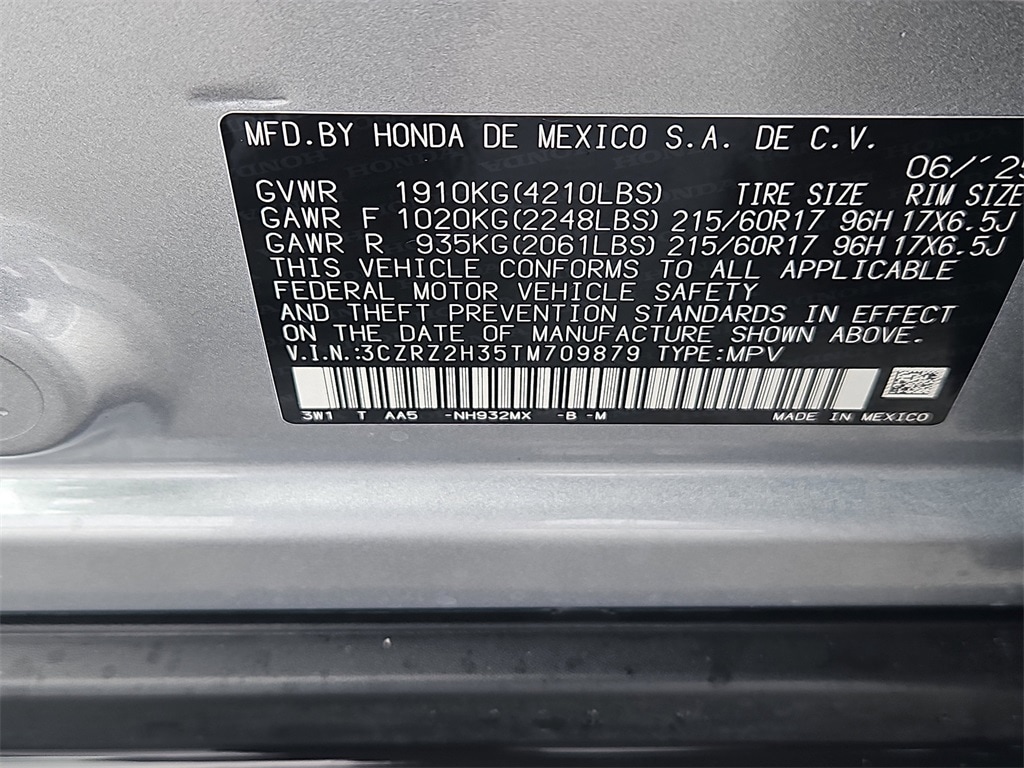 MFD.BY HONDA DE MEXICO S.A. DE C.V.
06/25
GVWR 1910KG(4210LBS) TIRE SIZE RIM SIZE
GAWR F 1020KG(2248LBS) 215/60R17 96H 17X6.5J
GAWR R 935KG(2061LBS) 215/60R17 96H 17X6.5J
THIS VEHICLE CONFORMS TO ALL APPLICABLE
FEDERAL MOTOR VEHICLE SAFETY
AND THEFT PREVENTION STANDARDS IN EFFECT
ON THE DATE OF MANUFACTURE SHOWN ABOVE.
V.I.N.:3CZRZ2H35TM709879 TYPE:MPV
3W1 T AA5 -NH932MX -B -M MADE IN MEXICO